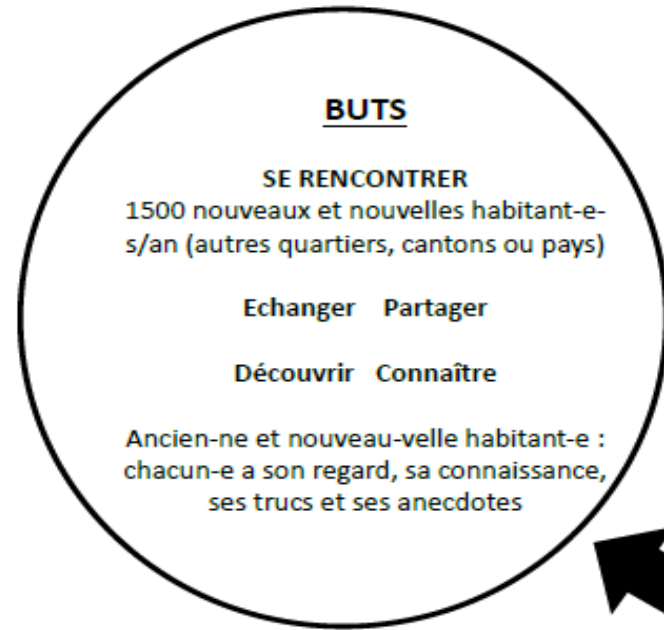 BUTS
SE RENCONTRER
1500 nouveaux et nouvelles habitant-e-
s/an (autres quartiers, cantons ou pays)
Echanger Partager
Découvrir Connaître
Ancien-ne et nouveau-velle habitant-e :
chacun-e a son regard, sa connaissance,
ses trucs et ses anecdotes